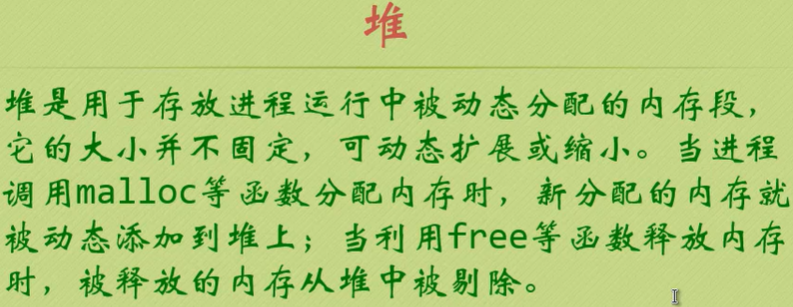 堆
堆是用于存放进程运行中被动态分配的内存段，
它的大小并不固定，可动态扩展或缩小。当进程
调用malloc等函数分配内存时，新分配的内存就
被动态添加到堆上；当利用free等函数释放内存
时，被释放的内存从堆中被剔除。